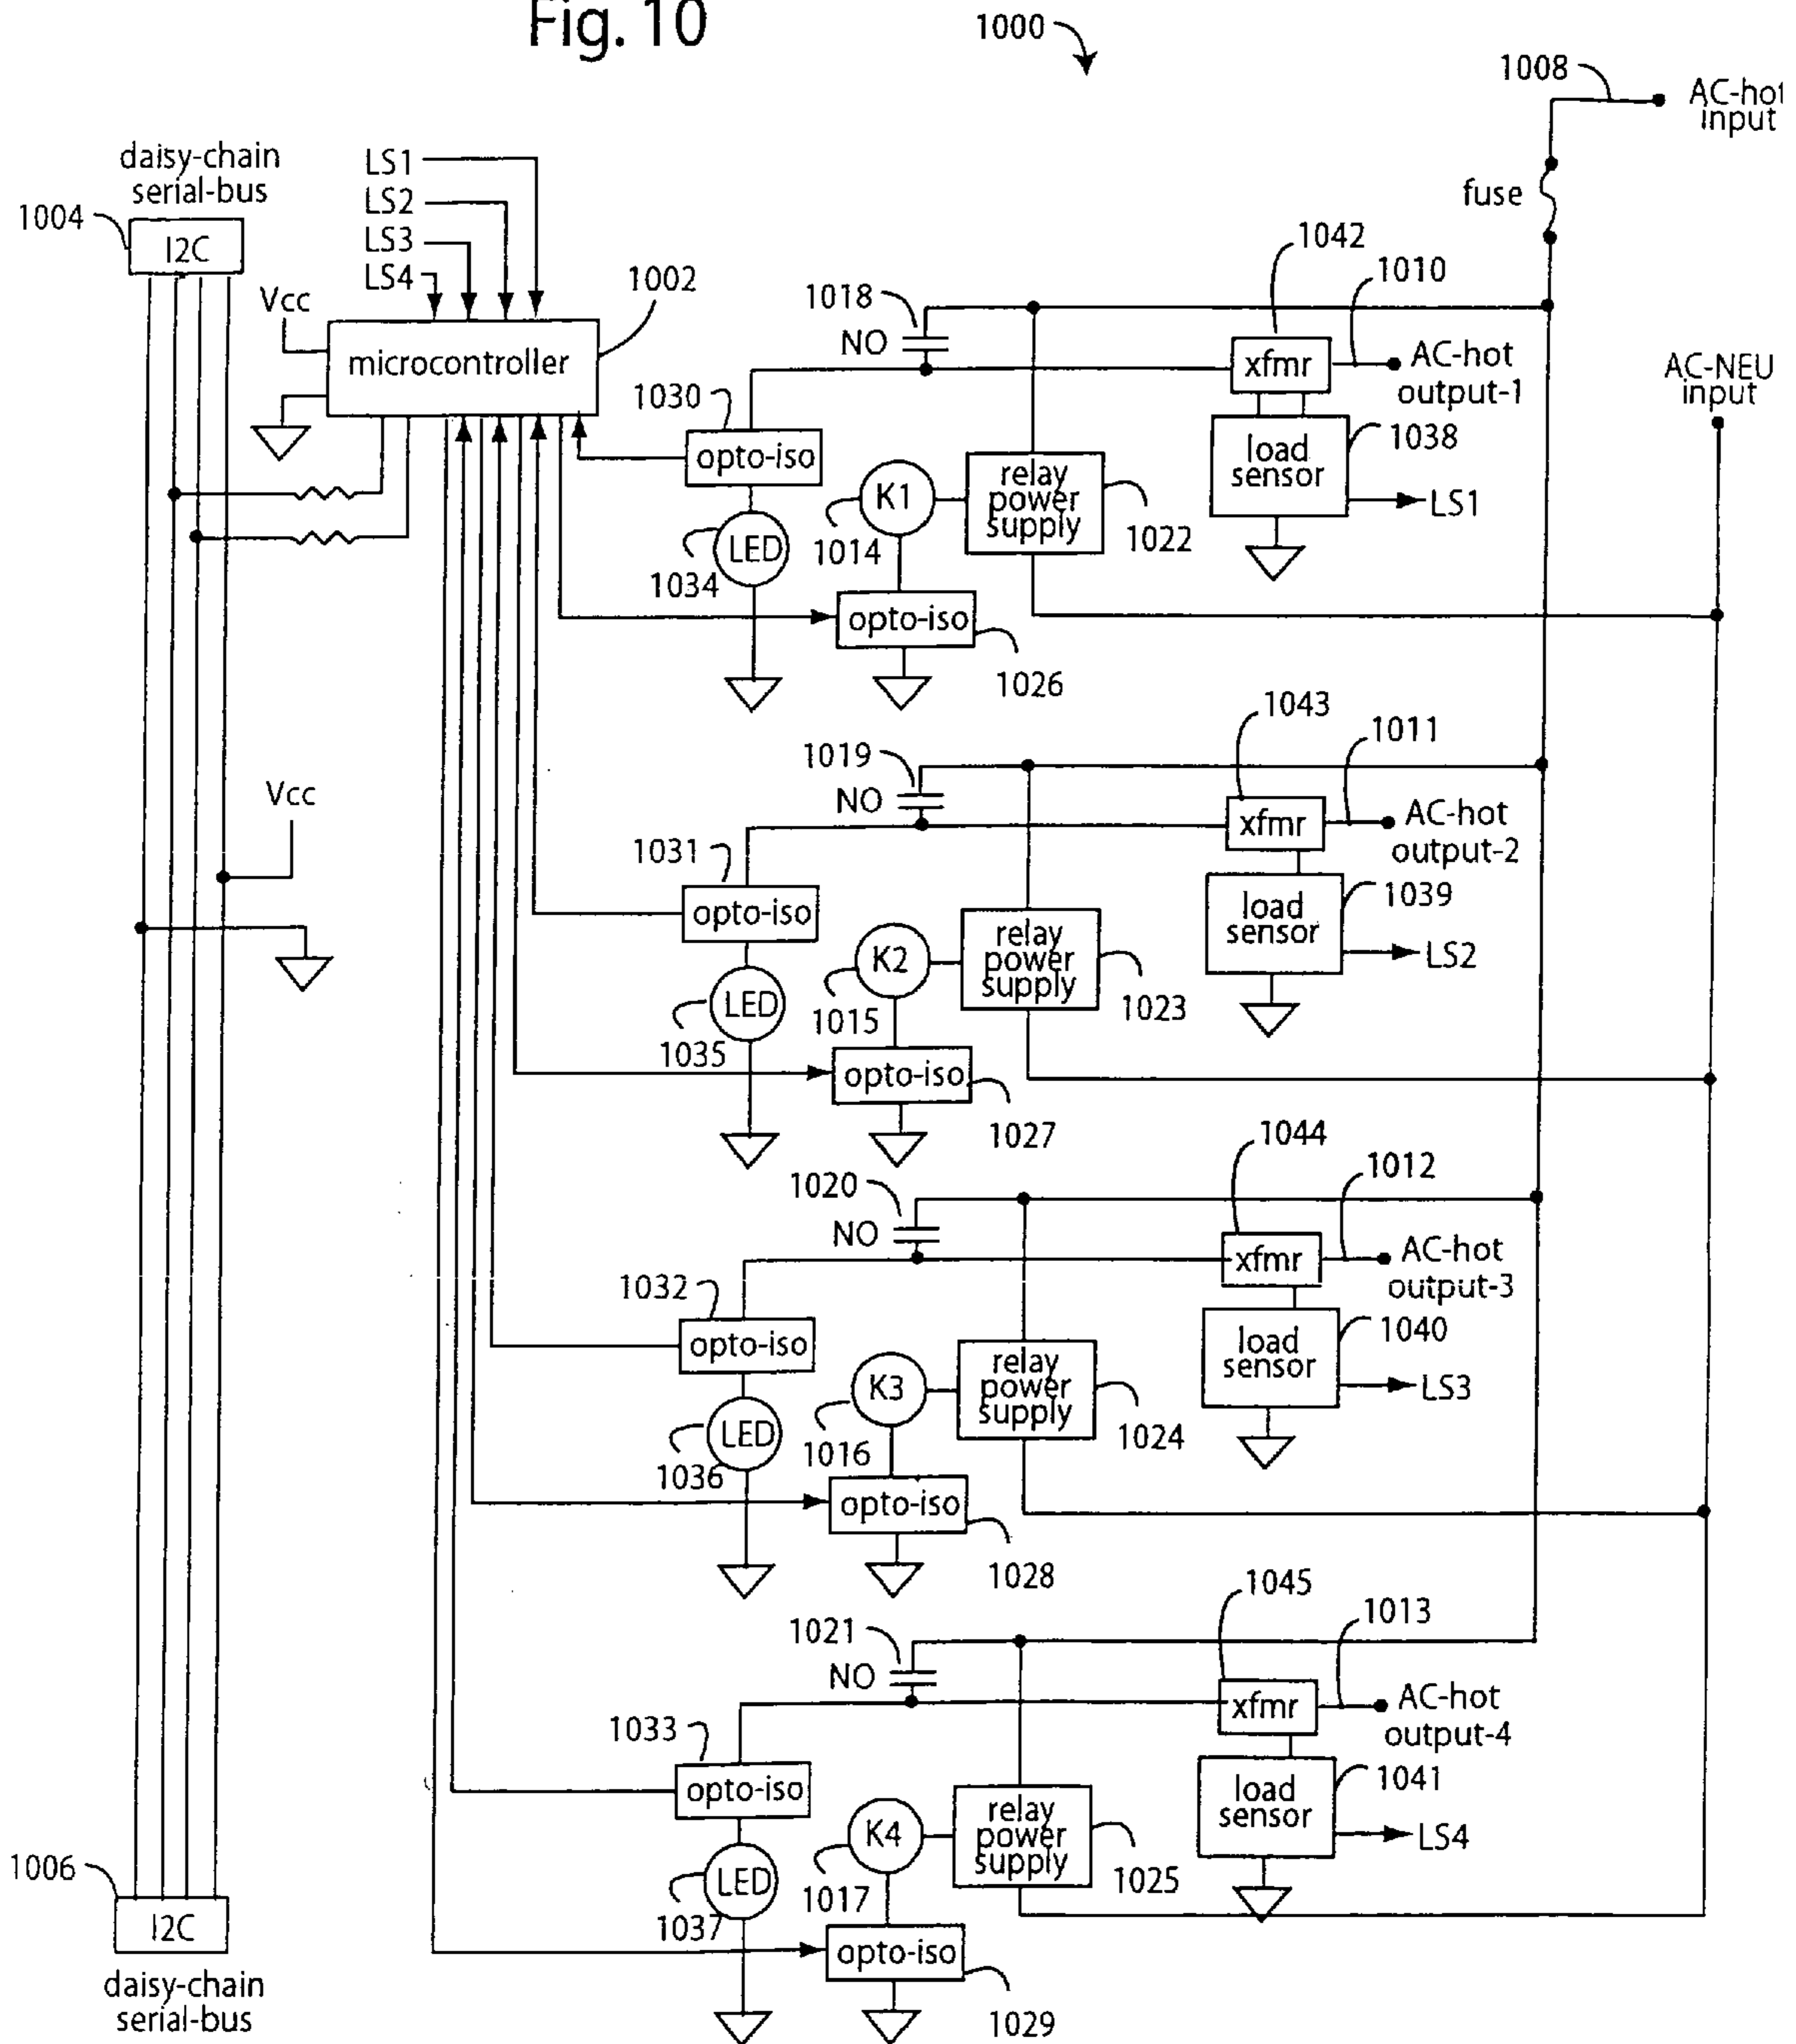 Fig. 10
1000
1008
AC-hot
input
daisy-chain
serial-bus
1004
I2C
LS1
LS2
LS3
LS4
fuse
Vcc
1002
microcontroller
1018
NO
1042
1010
xfmr
AC-hot
output-1
AC-NEU
input
1030
opto-iso
1038
load
sensor
LS1
K1
1014
relay
power
supply
1022
LED
1034
opto-iso
1026
1043
1011
1019
NO
Vcc
xfmr
AC-hot
output-2
1031
opto-iso
1039
load
sensor
LS2
K2
1015
relay
power
supply
1023
LED
1035
opto-iso
1027
1044
1012
1020
NO
xfmr
AC-hot
output-3
1032
opto-iso
1040
load
sensor
LS3
K3
1016
relay
power
supply
1024
LED
1036
opto-iso
1028
1045
1013
1021
NO
xfmr
AC-hot
output-4
1033
opto-iso
1041
load
sensor
LS4
K4
1017
relay
power
supply
1025
LED
1037
opto-iso
1029
1006
I2C
daisy-chain
serial-bus